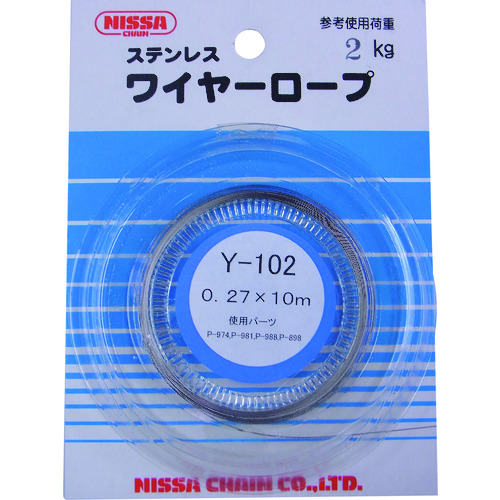 NISSA
CHAIN
参考使用荷重
2 kg
ステンレス
ワイヤーロープ
Y-102
0.27×10m
使用パーツ
P-974,P-981,P-988,P-898
NISSA CHAIN CO.,LTD.